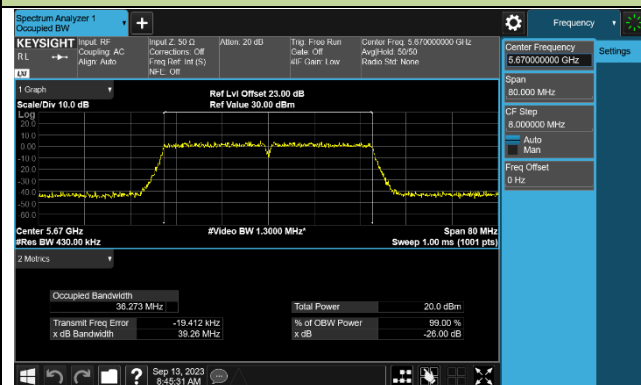 Spectrum Analyzer 1
Occupied BW
Frequency
KEYSIGHT
RL
LXI
Input: RF
Coupling: AC
Align: Auto
Input Z: 50 Ω
Corrections: Off
Freq Ref: Int (S)
NFE: Off
Atten: 20 dB
Trig: Free Run
Gate: Off
#IF Gain: Low
Center Freq: 5.670000000 GHz
Avg|Hold: 50/50
Radio Std: None
Center Frequency
5.670000000 GHz
Settings
Span
80.000 MHz
CF Step
8.000000 MHz
Auto
Man
Freq Offset
0 Hz
1 Graph
Scale/Div 10.0 dB
Ref Lvl Offset 23.00 dB
Ref Value 30.00 dBm
Log
20.0
10.0
0.00
-10.0
-20.0
-30.0
-40.0
-50.0
-60.0
Center 5.67 GHz
#Res BW 430.00 kHz
#Video BW 1.3000 MHz*
Span 80 MHz
Sweep 1.00 ms (1001 pts)
2 Metrics
Occupied Bandwidth
36.273 MHz
Total Power 20.0 dBm
Transmit Freq Error -19.412 kHz
% of OBW Power 99.00 %
x dB Bandwidth 39.26 MHz
x dB -26.00 dB
Sep 13, 2023
8:45:31 AM